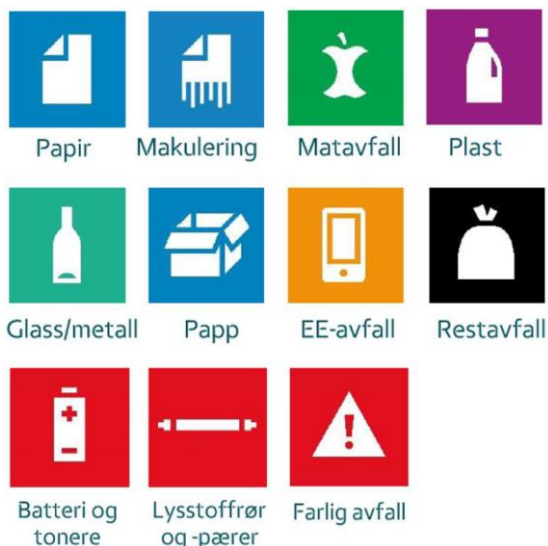 Papir
Makulering
Matavfall
Plast
Glass/metall
Papp
EE-avfall
Restavfall
Batteri og
tonere
Lysstoffrør
og -pærer
Farlig avfall